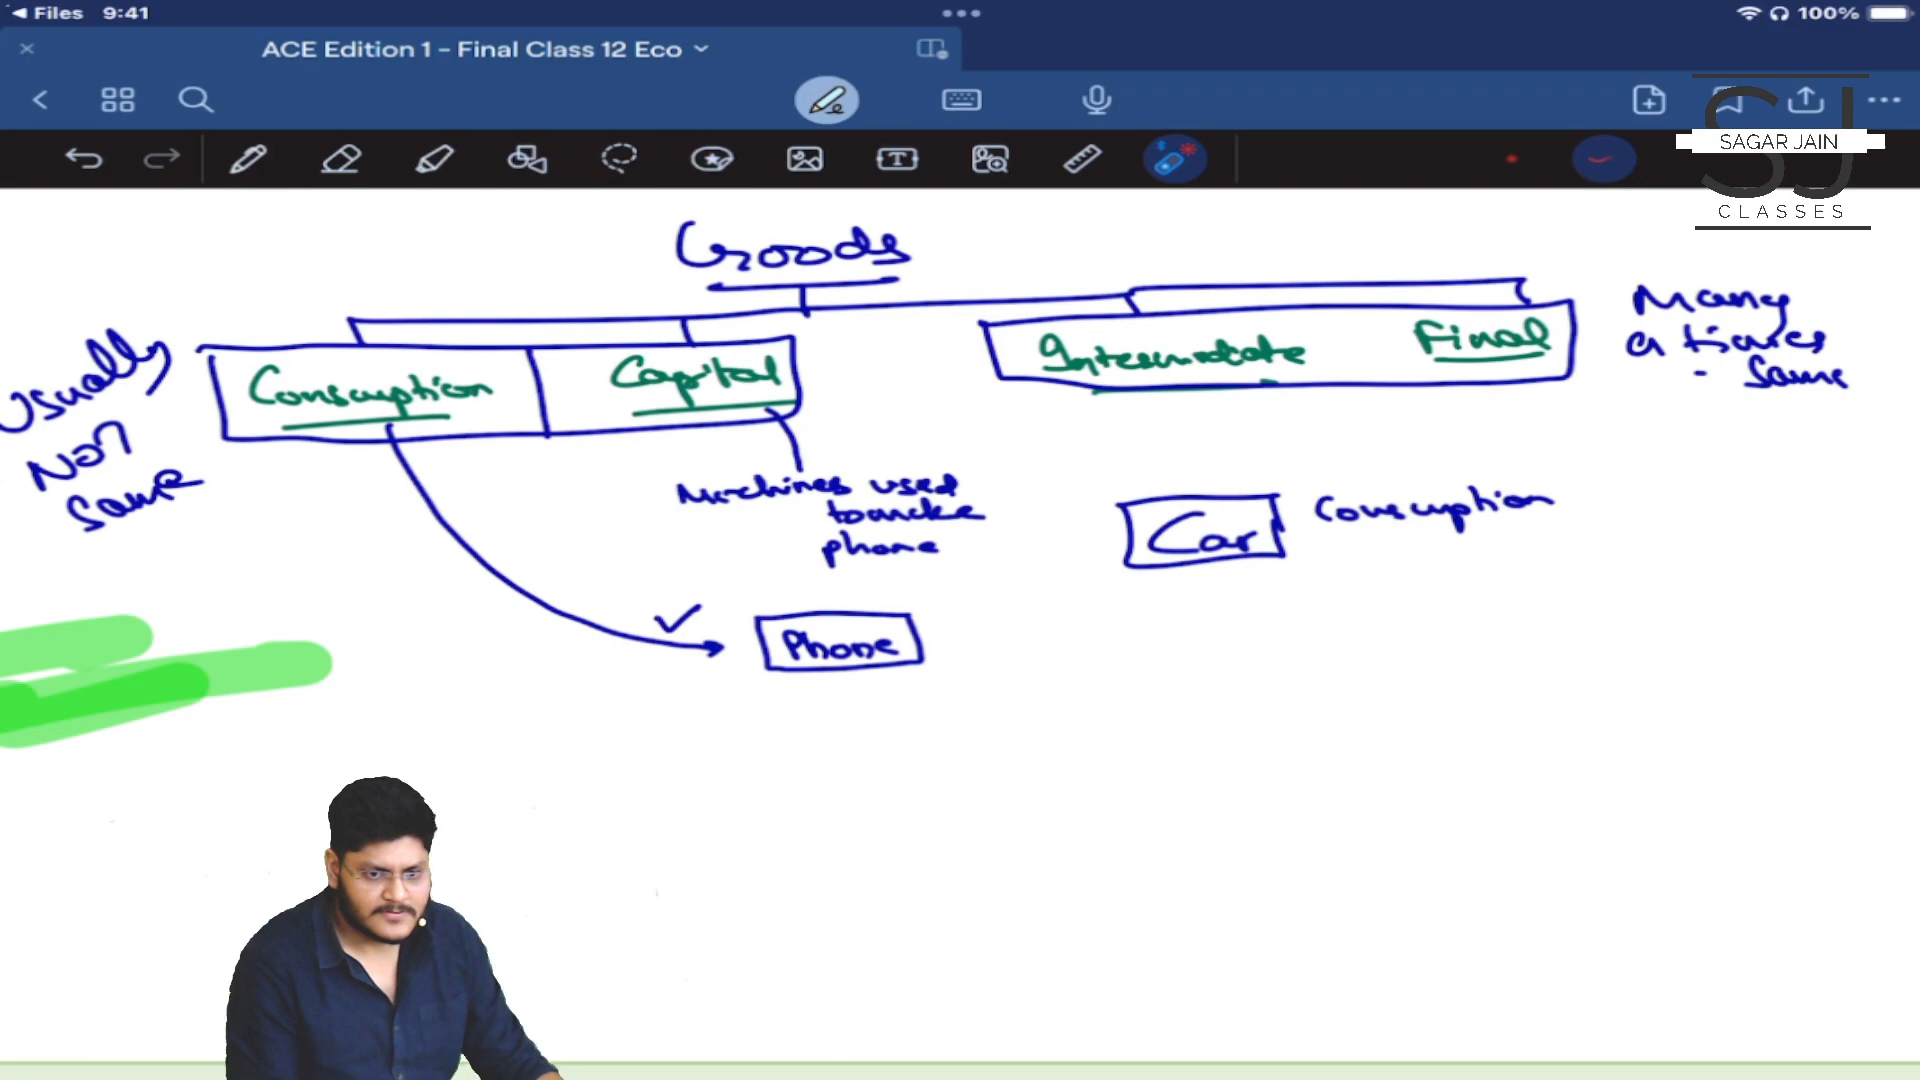 Files 9:41
100%
ACE Edition 1 – Final Class 12 Eco
SAGAR JAIN
SJ
CLASSES
Goods
Usually
Not
Same
Consumption
Capital
Intermediate
Final
Many
a times
Same
Machines used
to make
phone
Car
Consumption
Phone